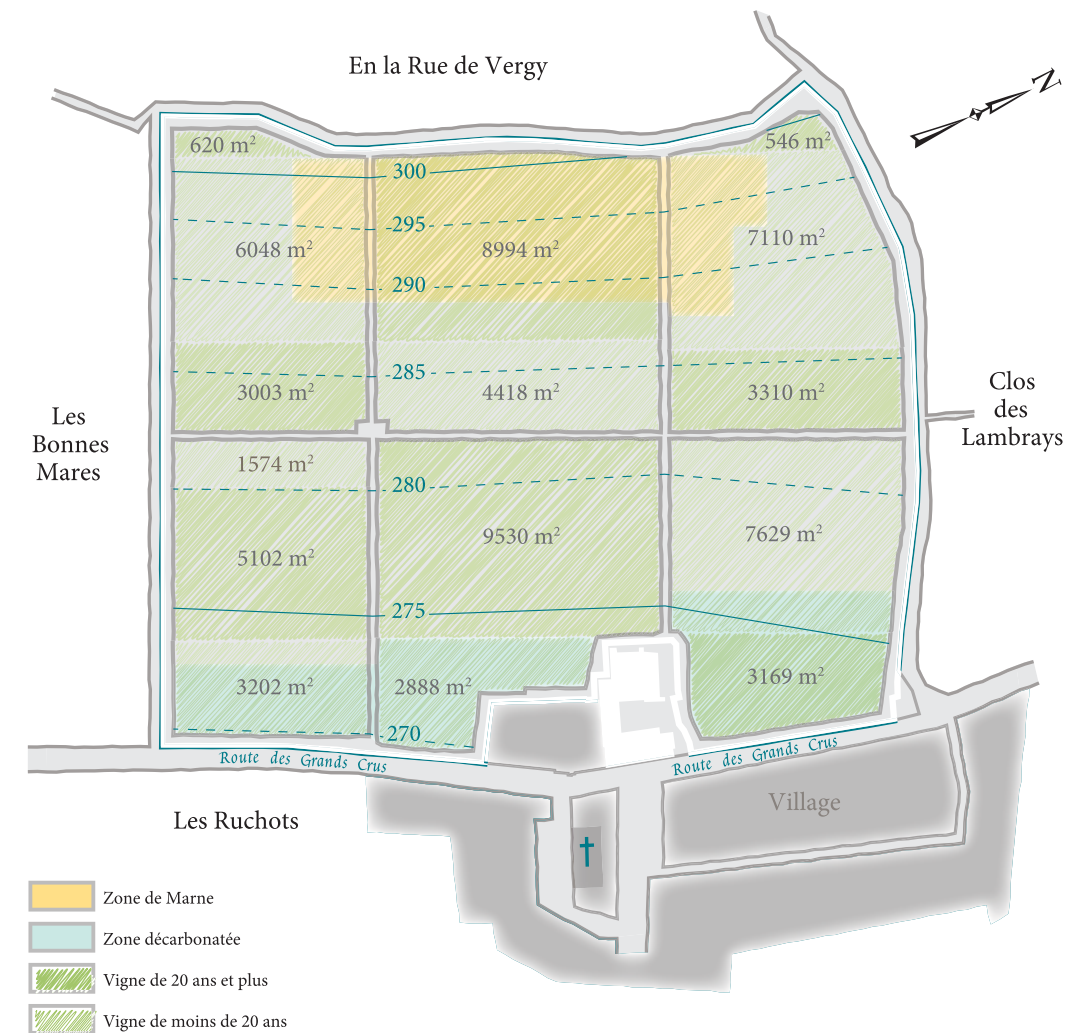 En la Rue de Vergy
N
620 m²
546 m²
300
295
6048 m²
8994 m²
7110 m²
290
285
3003 m²
4418 m²
3310 m²
Clos
des
Lambrays
Les
Bonnes
Mares
1574 m²
280
5102 m²
9530 m²
7629 m²
275
3202 m²
2888 m²
3169 m²
270
Route des Grands Crus
Route des Grands Crus
Village
Les Ruchots
Zone de Marne
Zone décarbonatée
Vigne de 20 ans et plus
Vigne de moins de 20 ans